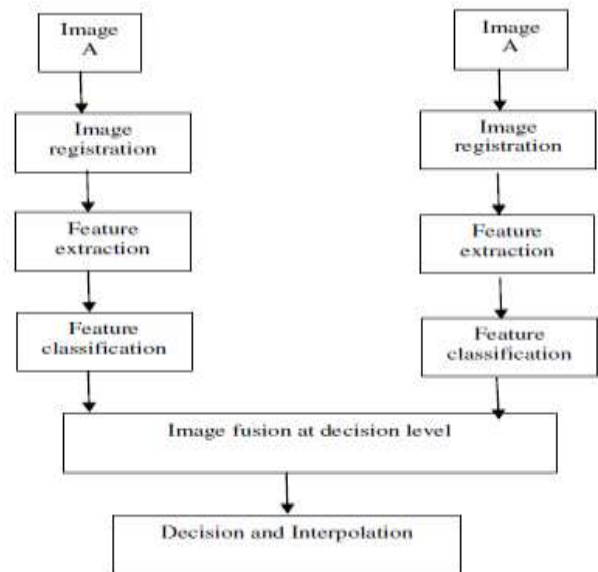 Image
A
Image
registration
Feature
extraction
Feature
classification
Image
A
Image
registration
Feature
extraction
Feature
classification
Image fusion at decision level
Decision and Interpolation